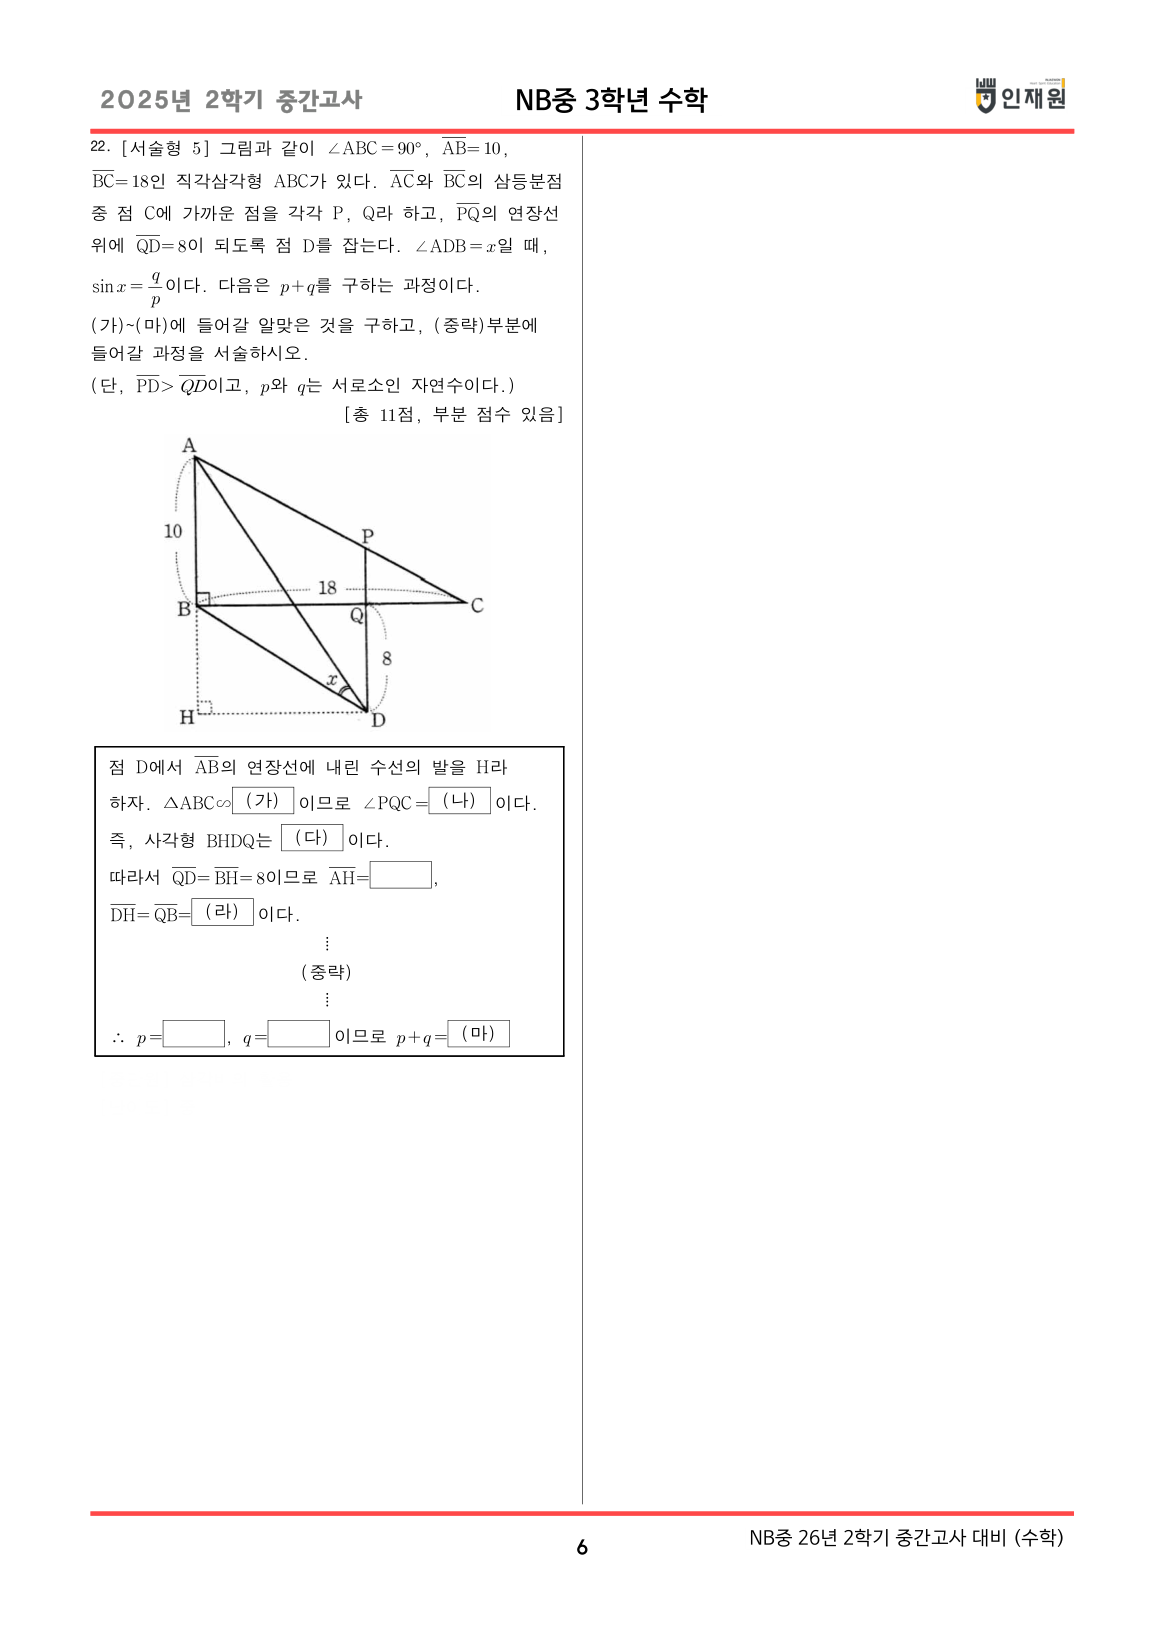 2025년 2학기 중간고사
NB중 3학년 수학
인재원
22. [서술형 5] 그림과 같이 ∠ABC=90°, AB=10,
BC=18인 직각삼각형 ABC가 있다. AC와 BC의 삼등분점
중 점 C에 가까운 점을 각각 P, Q라 하고, PQ의 연장선
위에 QD=8이 되도록 점 D를 잡는다. ∠ADB=x일 때,
sin x = q/p 이다. 다음은 p+q를 구하는 과정이다.
(가)~(마)에 들어갈 알맞은 것을 구하고, (중략)부분에
들어갈 과정을 서술하시오.
(단, PD> QD이고, p와 q는 서로소인 자연수이다.)
[총 11점, 부분 점수 있음]
A
10
P
18
B
Q
C
8
x
H
D
점 D에서 AB의 연장선에 내린 수선의 발을 H라
하자. △ABC∽ (가) 이므로 ∠PQC= (나) 이다.
즉, 사각형 BHDQ는 (다) 이다.
따라서 QD=BH=8이므로 AH= ,
DH=QB= (라) 이다.
⋮
(중략)
⋮
∴ p= , q= 이므로 p+q= (마)
6
NB중 26년 2학기 중간고사 대비 (수학)